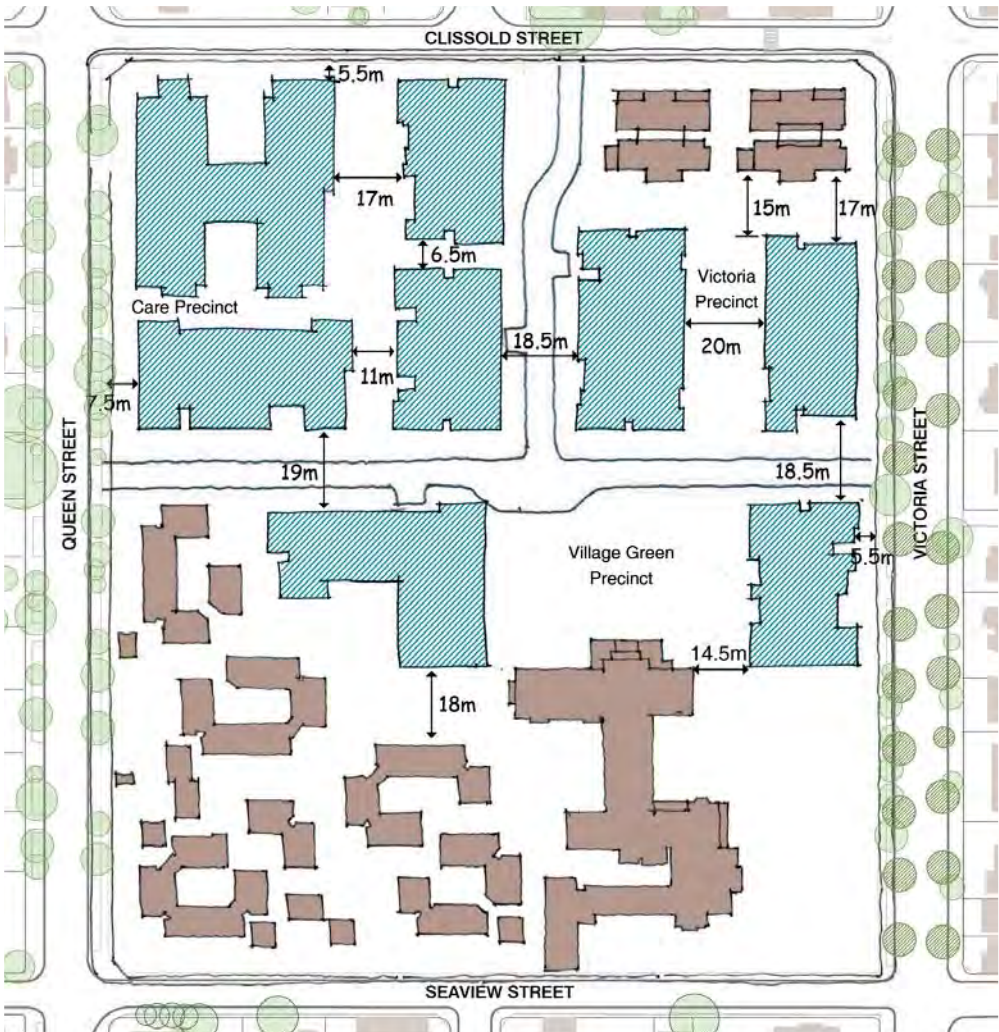 CLISSOLD STREET
5.5m
17m
15m
17m
6.5m
Victoria
Precinct
Care Precinct
18.5m
20m
11m
7.5m
QUEEN STREET
19m
18.5m
VICTORIA STREET
Village Green
Precinct
5.5m
14.5m
18m
SEAVIEW STREET